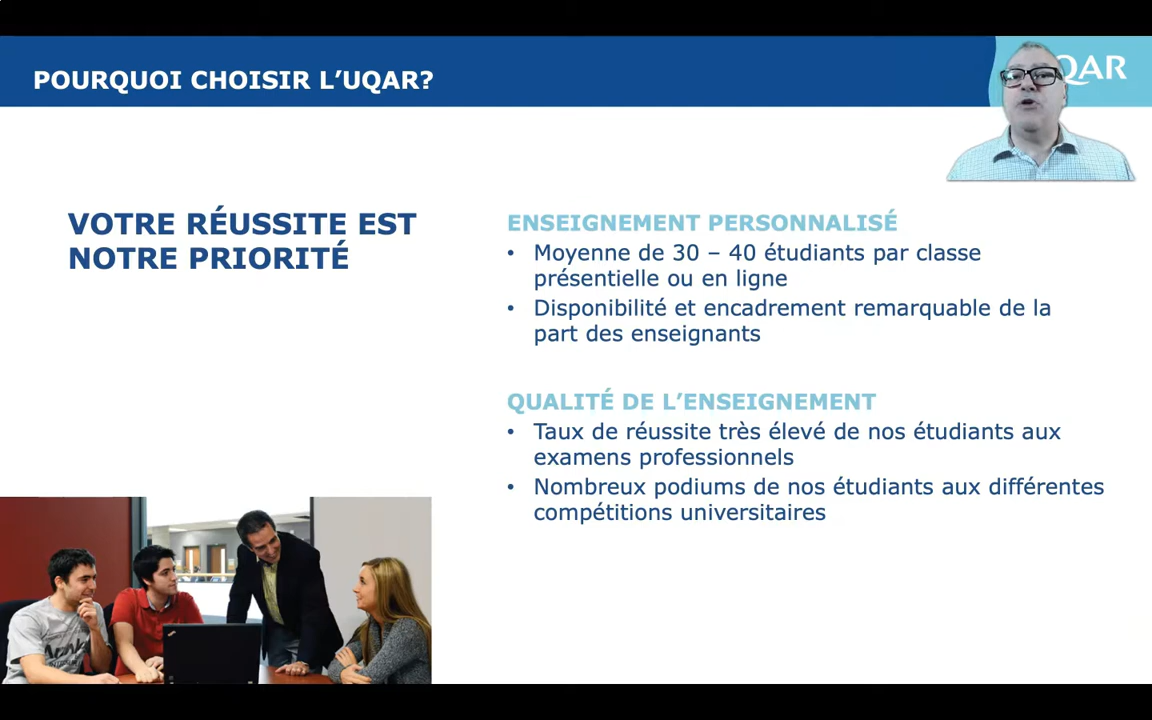 POURQUOI CHOISIR L’UQAR?
QAR
VOTRE RÉUSSITE EST
NOTRE PRIORITÉ
ENSEIGNEMENT PERSONNALISÉ
• Moyenne de 30 – 40 étudiants par classe
présentielle ou en ligne
• Disponibilité et encadrement remarquable de la
part des enseignants
QUALITÉ DE L’ENSEIGNEMENT
• Taux de réussite très élevé de nos étudiants aux
examens professionnels
• Nombreux podiums de nos étudiants aux différentes
compétitions universitaires